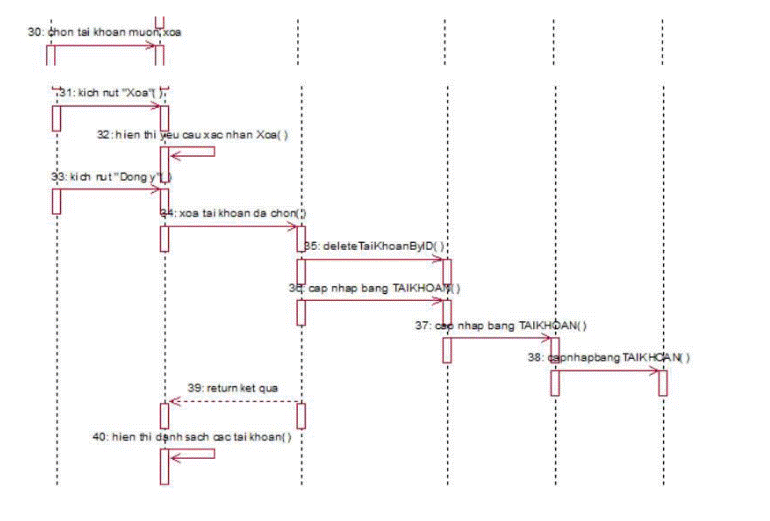 30: chon tai khoan muon xoa
31: kich nut "Xoa"( )
32: hien thi yeu cau xac nhan Xoa( )
33: kich nut "Dong y"( )
34: xoa tai khoan da chon( )
35: deleteTaiKhoanByID( )
36: cap nhap bang TAIKHOAN( )
37: cap nhap bang TAIKHOAN( )
38: capnhapbang TAIKHOAN( )
39: return ket qua
40: hien thi danh sach cac tai khoan( )